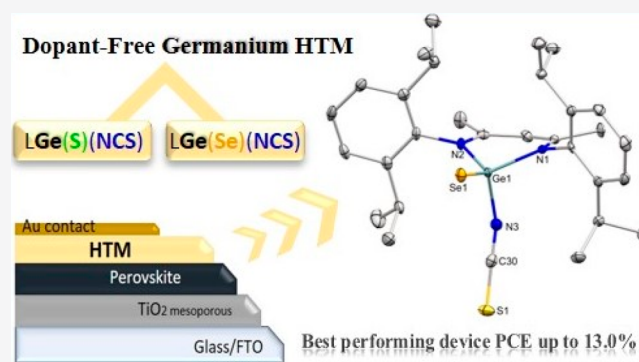 Dopant-Free Germanium HTM
LGe(S)(NCS)
LGe(Se)(NCS)
N2
N1
Ge1
Se1
N3
C30
S1
Au contact
HTM
Perovskite
TiO2 mesoporous
Glass/FTO
Best performing device PCE up to 13.0%